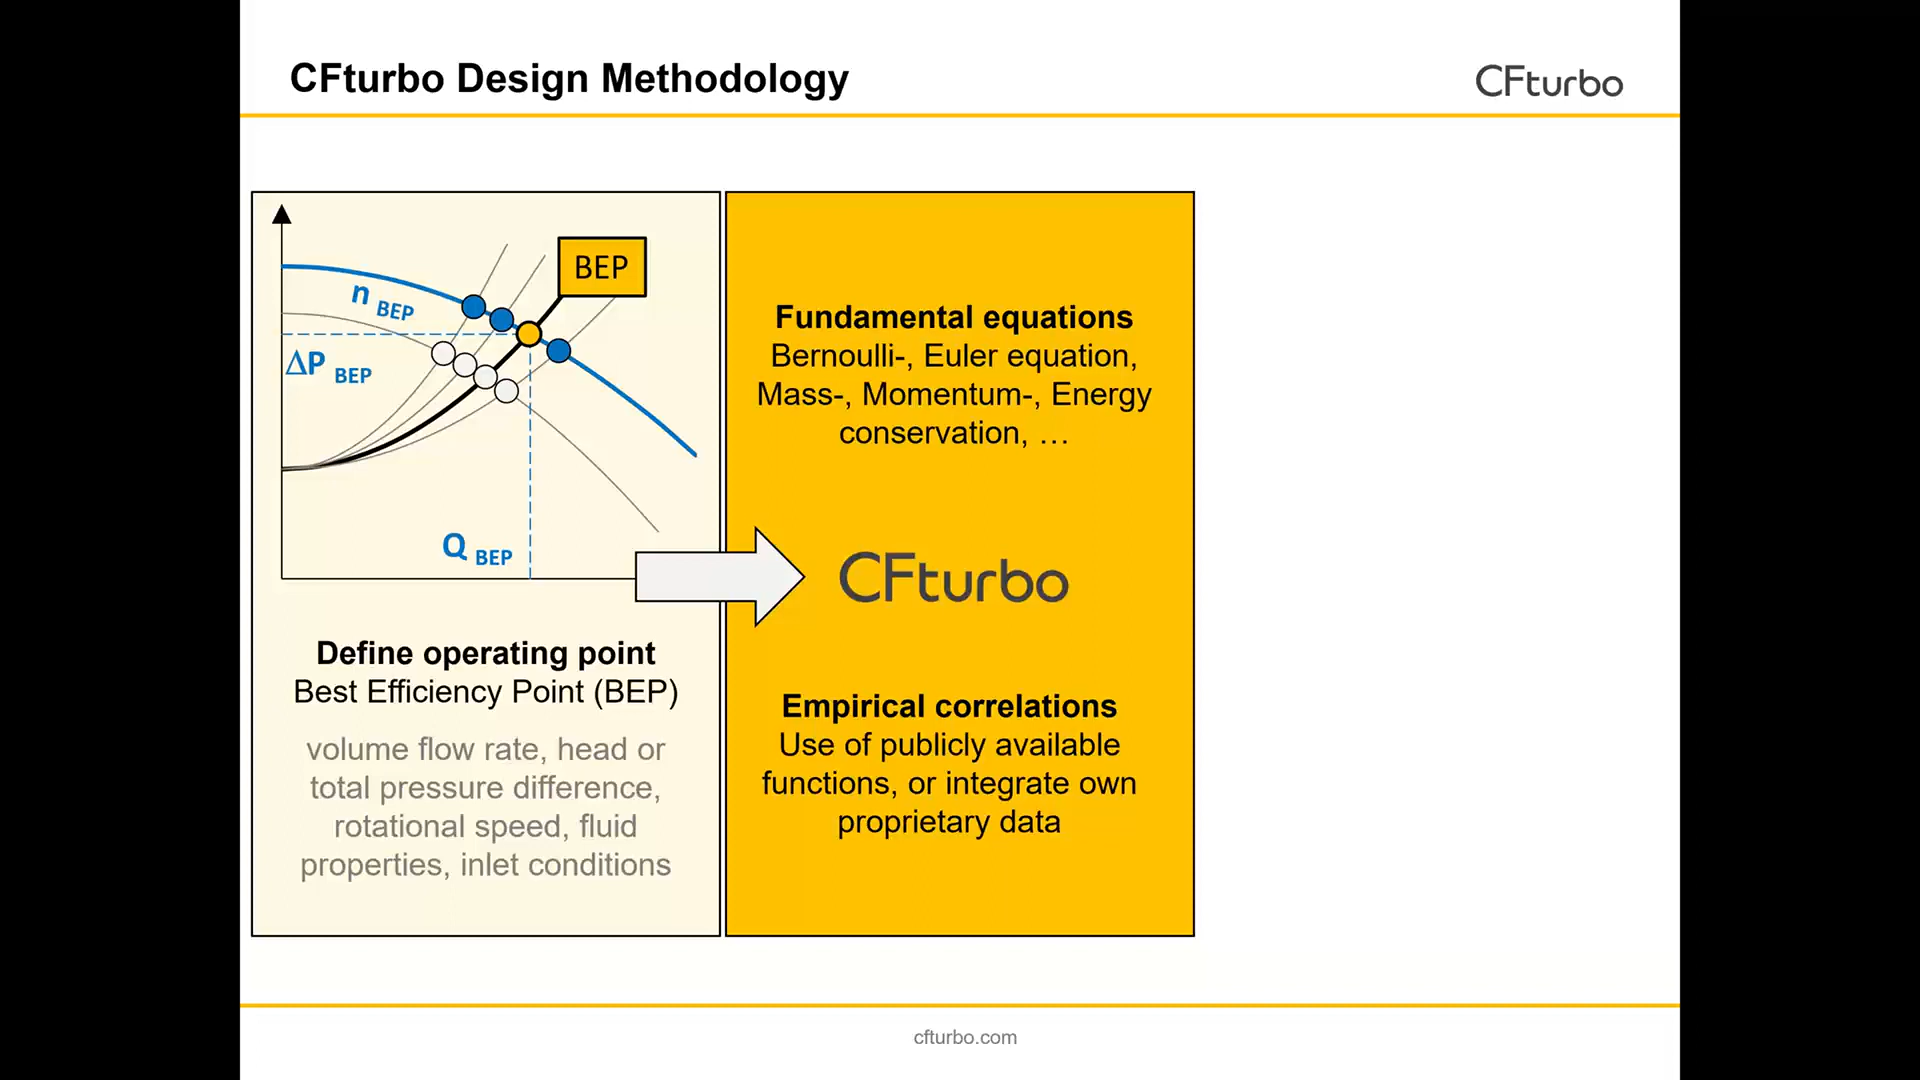 CFturbo Design Methodology
CFturbo
BEP
n BEP
ΔP BEP
Q BEP
Define operating point
Best Efficiency Point (BEP)
volume flow rate, head or
total pressure difference,
rotational speed, fluid
properties, inlet conditions
Fundamental equations
Bernoulli-, Euler equation,
Mass-, Momentum-, Energy
conservation, …
CFturbo
Empirical correlations
Use of publicly available
functions, or integrate own
proprietary data
cfturbo.com